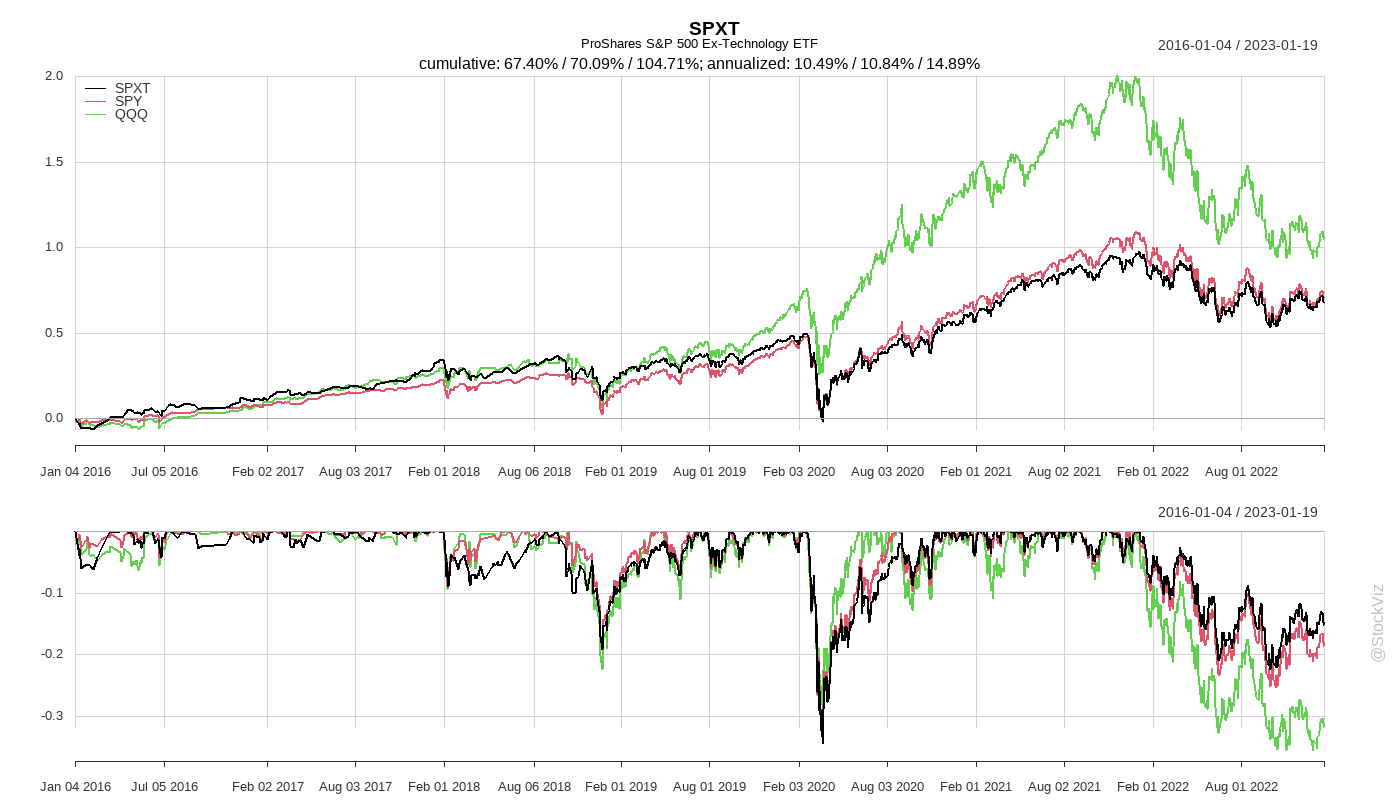 SPXT
ProShares S&P 500 Ex-Technology ETF
2016-01-04 / 2023-01-19
cumulative: 67.40% / 70.09% / 104.71%; annualized: 10.49% / 10.84% / 14.89%
2.0
SPXT
SPY
QQQ
1.5
1.0
0.5
0.0
Jan 04 2016 Jul 05 2016 Feb 02 2017 Aug 03 2017 Feb 01 2018 Aug 06 2018 Feb 01 2019 Aug 01 2019 Feb 03 2020 Aug 03 2020 Feb 01 2021 Aug 02 2021 Feb 01 2022 Aug 01 2022
2016-01-04 / 2023-01-19
-0.1
-0.2
-0.3
Jan 04 2016 Jul 05 2016 Feb 02 2017 Aug 03 2017 Feb 01 2018 Aug 06 2018 Feb 01 2019 Aug 01 2019 Feb 03 2020 Aug 03 2020 Feb 01 2021 Aug 02 2021 Feb 01 2022 Aug 01 2022
@StockViz